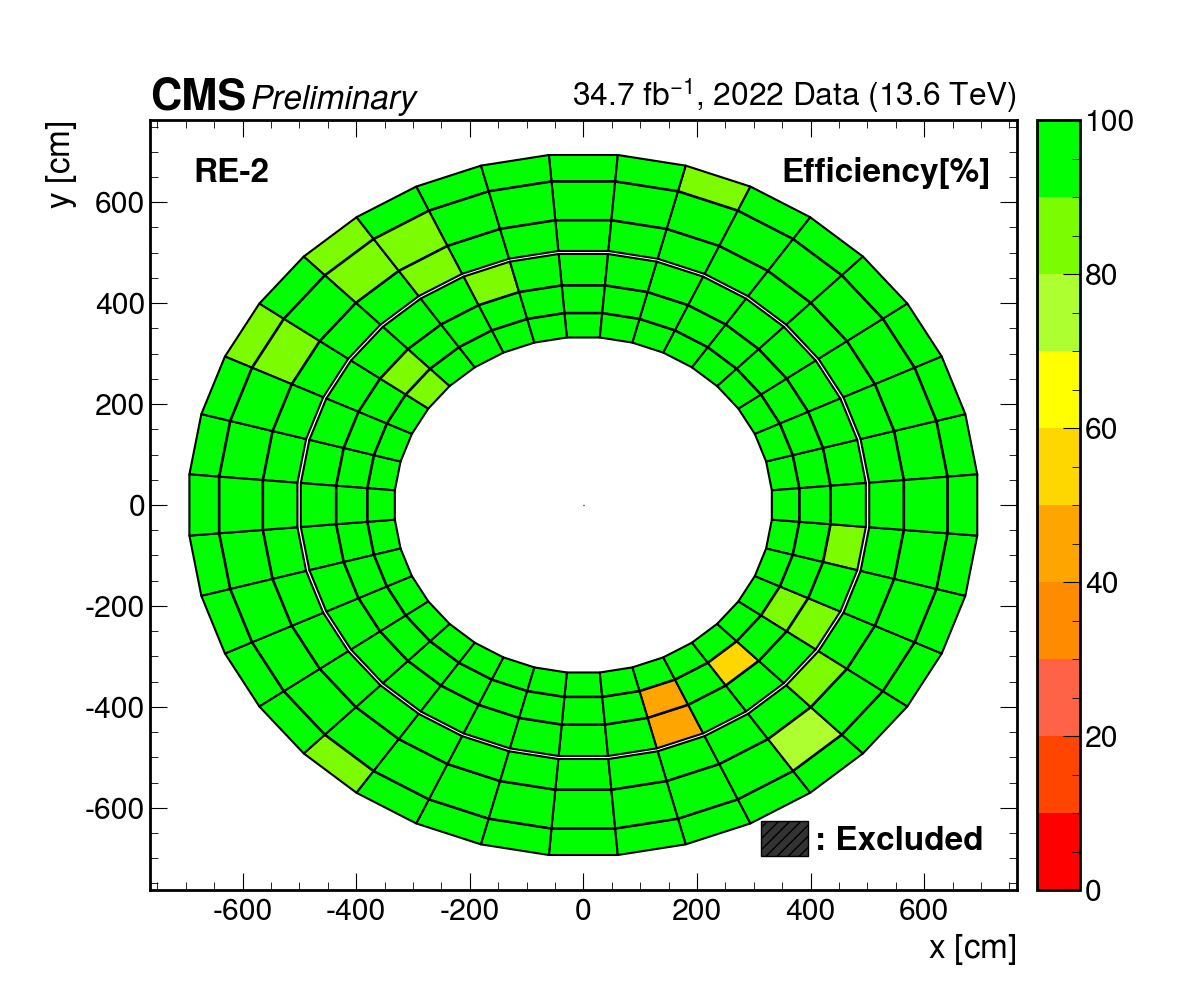 CMS Preliminary 34.7 fb⁻¹, 2022 Data (13.6 TeV)
y [cm]
RE-2 Efficiency[%]
600
400
200
0
-200
-400
-600
: Excluded
-600 -400 -200 0 200 400 600
x [cm]
100
80
60
40
20
0